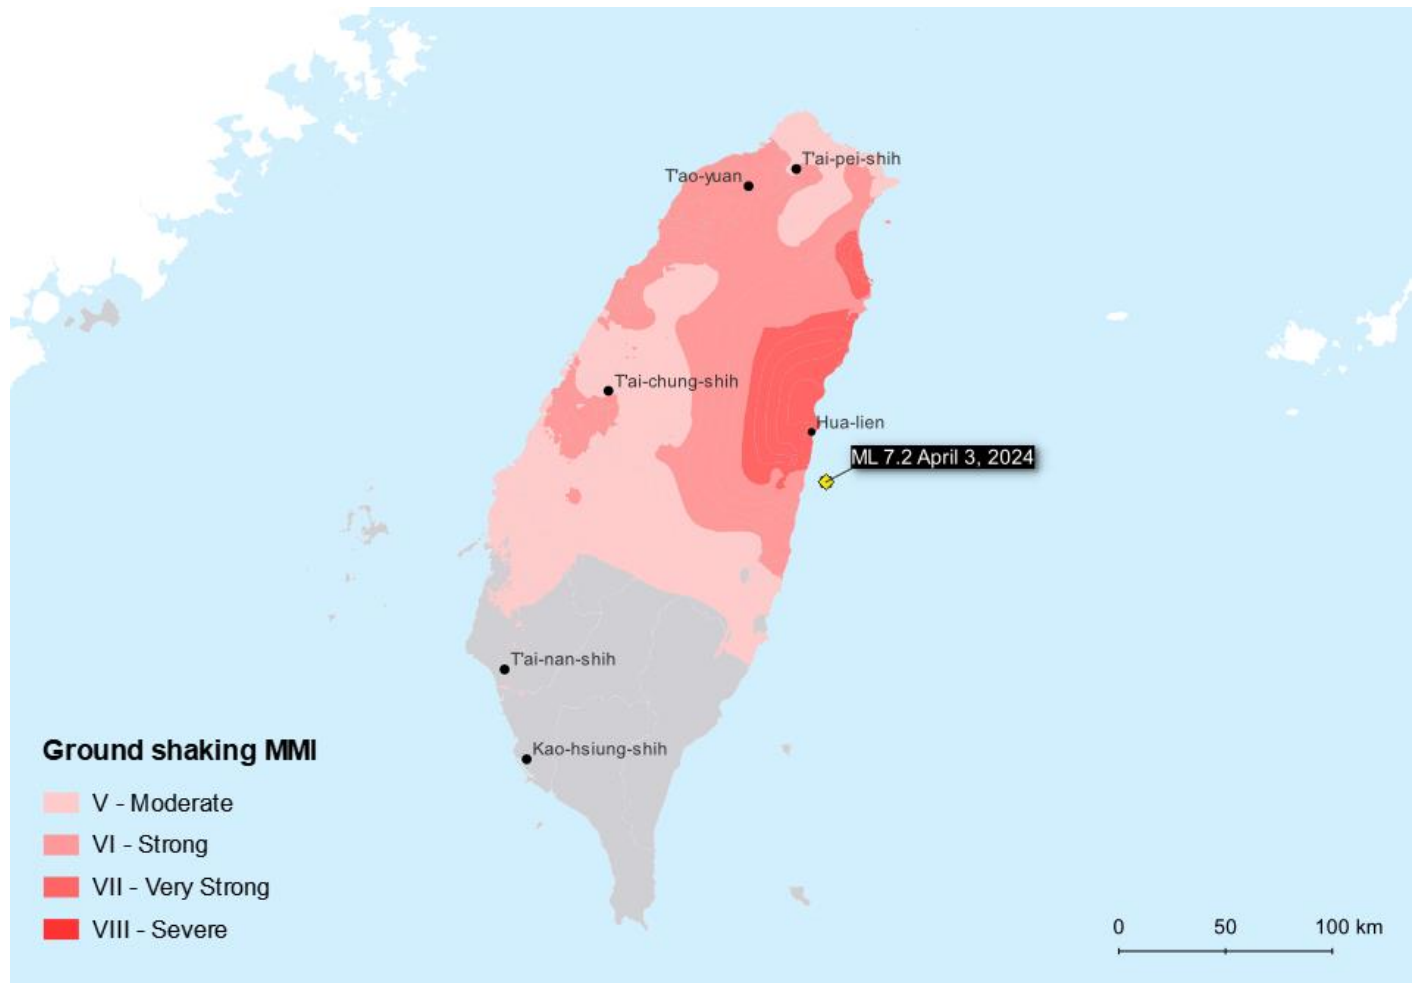 T'ai-pei-shih
T'ao-yuan
T'ai-chung-shih
Hua-lien
ML 7.2 April 3, 2024
T'ai-nan-shih
Kao-hsiung-shih
Ground shaking MMI
V - Moderate
VI - Strong
VII - Very Strong
VIII - Severe
0 50 100 km